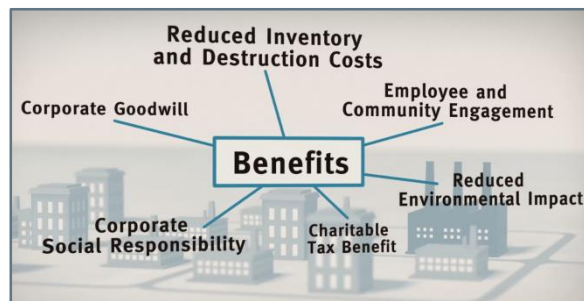 Reduced Inventory
and Destruction Costs
Corporate Goodwill
Employee and
Community Engagement
Benefits
Reduced
Environmental Impact
Corporate
Social Responsibility
Charitable
Tax Benefit